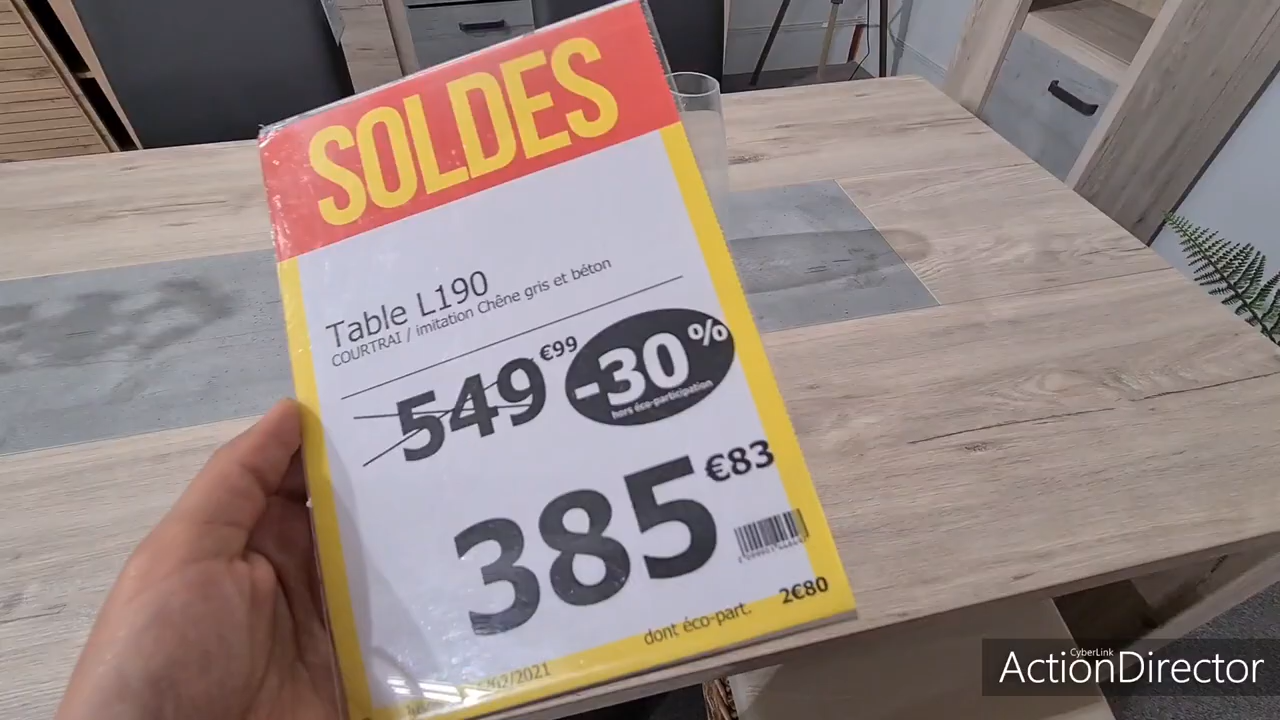 SOLDES
Table L190
COURTRAI / imitation Chêne gris et béton
549€99
-30%
hors éco-participation
385€83
dont éco-part. 2€80
/2021
CyberLink
ActionDirector